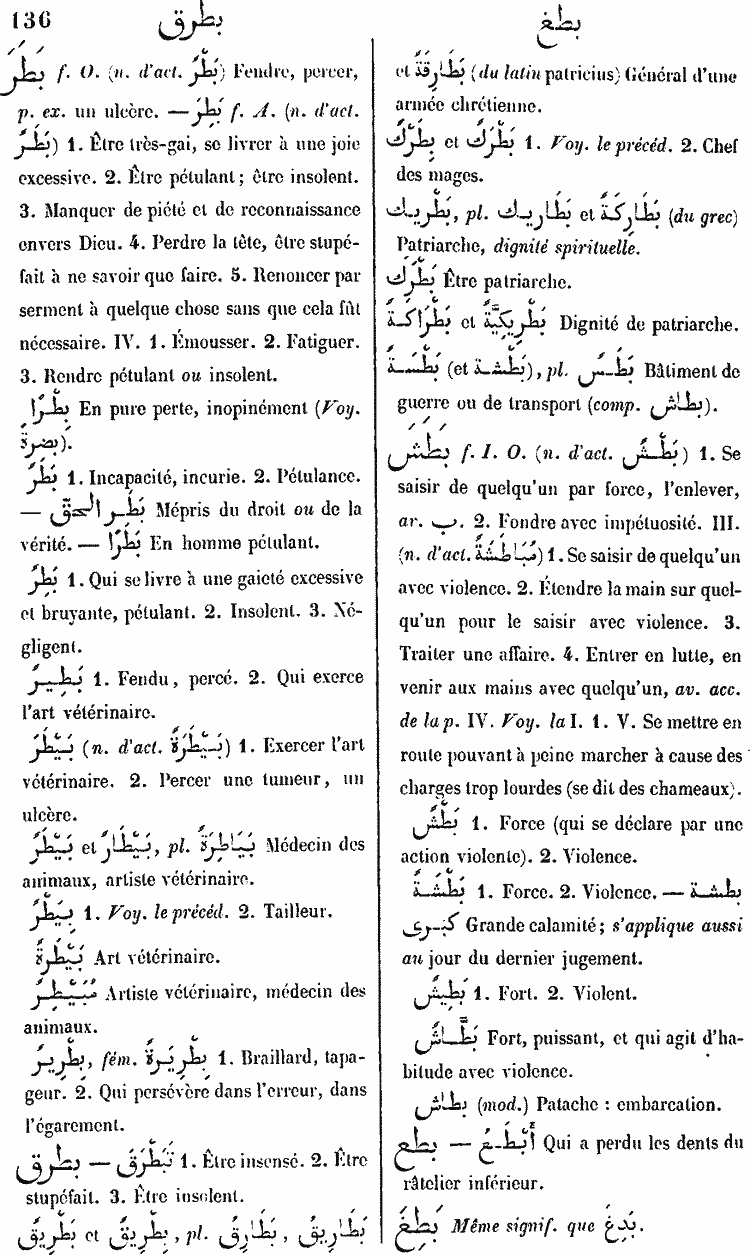 136 بطرق بطغ
بَطَرَ f. O. (n. d'act. بَطْرٌ) Fendre, percer,
p. ex. un ulcère. — بَطِرَ f. A. (n. d'act.
بَطَرٌ) 1. Être très-gai, se livrer à une joie
excessive. 2. Être pétulant; être insolent.
3. Manquer de piété et de reconnaissance
envers Dieu. 4. Perdre la tête, être stupé-
fait à ne savoir que faire. 5. Renoncer par
serment à quelque chose sans que cela fût
nécessaire. IV. 1. Émousser. 2. Fatiguer.
3. Rendre pétulant ou insolent.
بِطْرًا En pure perte, inopinément (Voy.
بضرة).
بَطَرٌ 1. Incapacité, incurie. 2. Pétulance.
— بَطَر الحقّ Mépris du droit ou de la
vérité. — بَطَرًا En homme pétulant.
بَطِرٌ 1. Qui se livre à une gaieté excessive
et bruyante, pétulant. 2. Insolent. 3. Né-
gligent.
بَطِيرٌ 1. Fendu, percé. 2. Qui exerce
l'art vétérinaire.
بَيْطَرَ (n. d'act. بَيْطَرَةٌ) 1. Exercer l'art
vétérinaire. 2. Percer une tumeur, un
ulcère.
بَيْطَرٌ et بَيْطَارٌ, pl. بَيَاطِرَةٌ Médecin des
animaux, artiste vétérinaire.
بِيَطْرٌ 1. Voy. le précéd. 2. Tailleur.
بَيْطَرَةٌ Art vétérinaire.
مُبَيْطِرٌ Artiste vétérinaire, médecin des
animaux.
بِطْرِيرٌ, fém. بِطْرِيرَةٌ 1. Braillard, tapa-
geur. 2. Qui persévère dans l'erreur, dans
l'égarement.
بطرق — تَبَطْرَقَ 1. Être insensé. 2. Être
stupéfait. 3. Être insolent.
بَطْرِيقٌ et بِطْرِيقٌ, pl. بَطَارِقُ, بَطَارِيقُ
et بَطَارِقَةٌ (du latin patricius) Général d'une
armée chrétienne.
بِطْرَكٌ et بَطْرَكٌ 1. Voy. le précéd. 2. Chef
des mages.
بَطْرِيك, pl. بَطَارِيك et بَطَارِكَةٌ (du grec)
Patriarche, dignité spirituelle.
بَطْرَكَ Être patriarche.
بَطْرَاكَةٌ et بَطْرِيكِيَّةٌ Dignité de patriarche.
بَطْسَةٌ (et بَطْشة), pl. بَطْسٌ Bâtiment de
guerre ou de transport (comp. بطاش).
بَطَشَ f. I. O. (n. d'act. بَطْشٌ) 1. Se
saisir de quelqu'un par force, l'enlever,
ar. ب. 2. Fondre avec impétuosité. III.
(n. d'act. مُبَاطَشَةٌ) 1. Se saisir de quelqu'un
avec violence. 2. Étendre la main sur quel-
qu'un pour le saisir avec violence. 3.
Traiter une affaire. 4. Entrer en lutte, en
venir aux mains avec quelqu'un, av. acc.
de la p. IV. Voy. la I. 1. V. Se mettre en
route pouvant à peine marcher à cause des
charges trop lourdes (se dit des chameaux).
بَطْشٌ 1. Force (qui se déclare par une
action violente). 2. Violence.
بَطْشَةٌ 1. Force. 2. Violence. — بطشة
كبرى Grande calamité; s'applique aussi
au jour du dernier jugement.
بَطِيشٌ 1. Fort. 2. Violent.
بَطَّاشٌ Fort, puissant, et qui agit d'ha-
bitude avec violence.
بطاش (mod.) Patache : embarcation.
بطع — أَبْطَعُ Qui a perdu les dents du
râtelier inférieur.
بَطِغَ Même signif. que بَدِغَ.